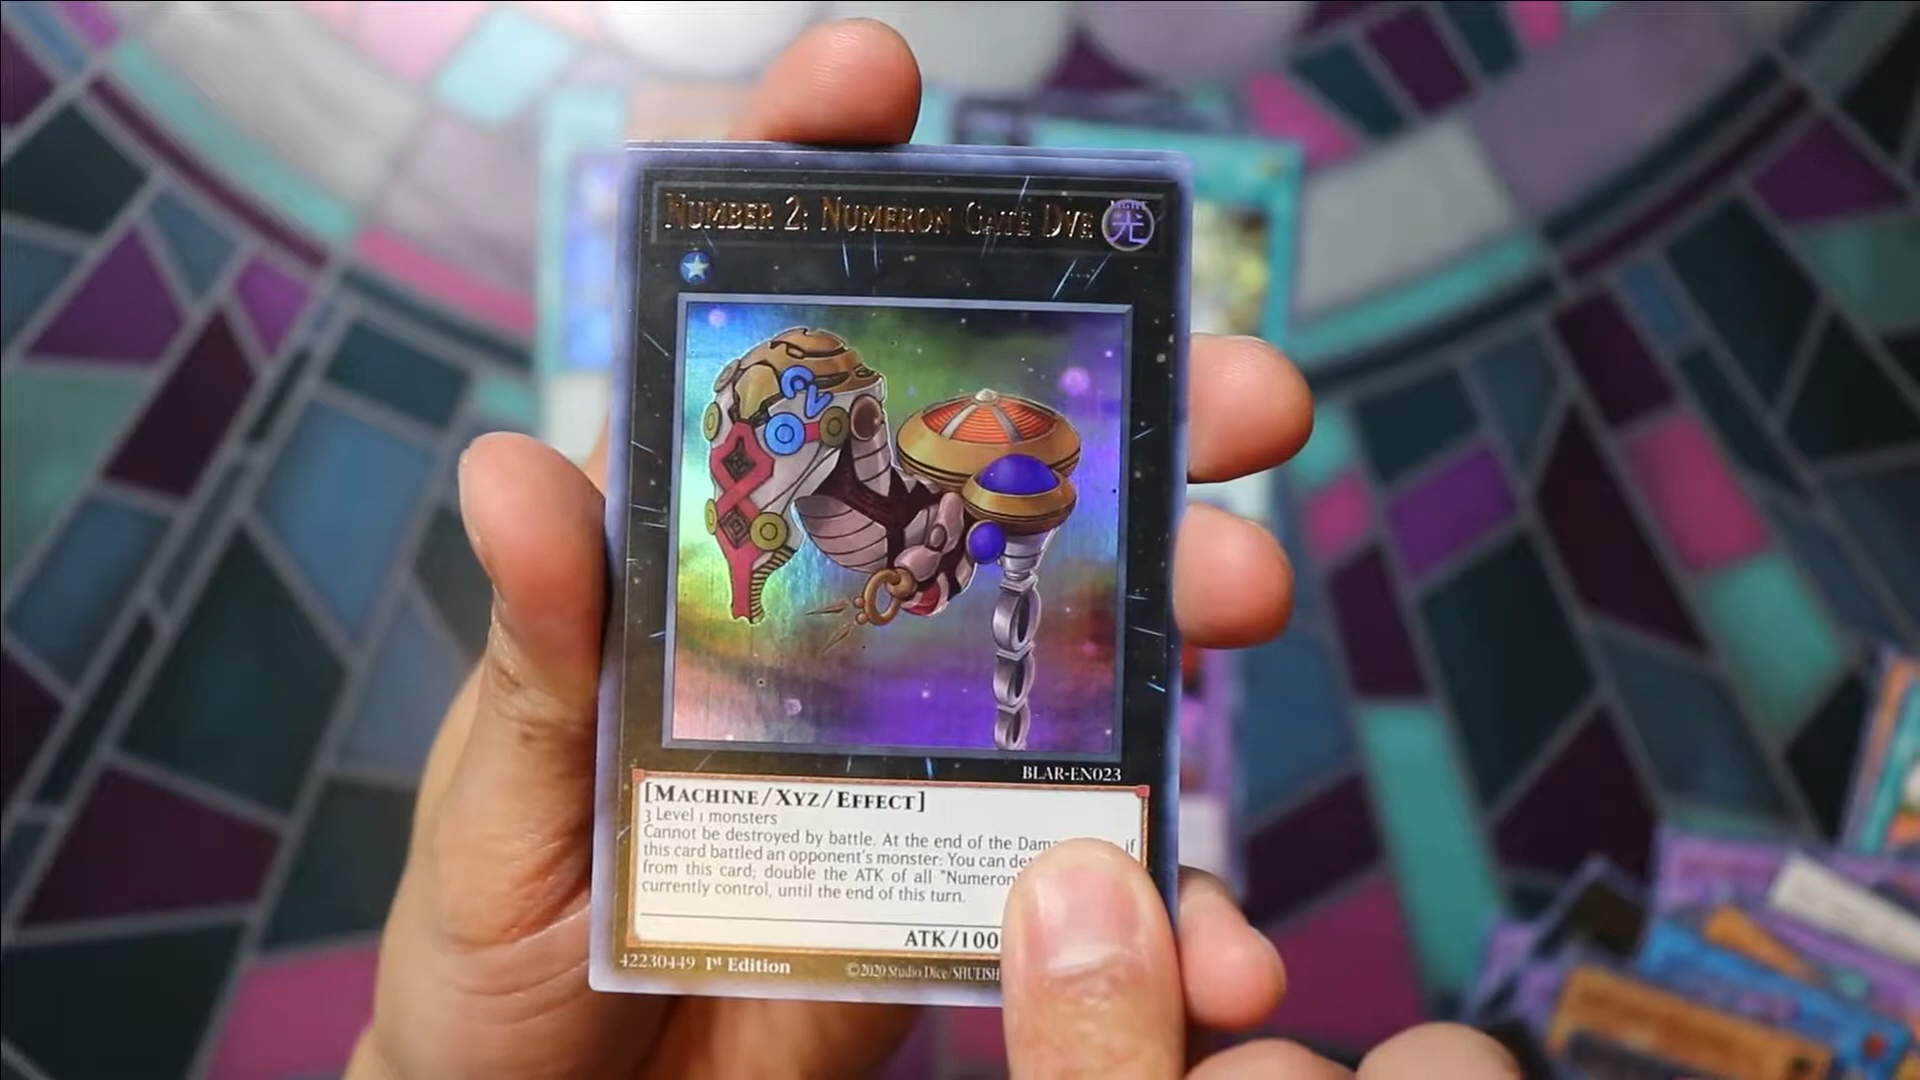 Number 2: Numeron Gate Dve
LIGHT
光
BLAR-EN023
[Machine/Xyz/Effect]
3 Level 1 monsters
Cannot be destroyed by battle. At the end of the if
this card battled an opponent's monster: You can
from this card; double the ATK of all "Numeron"
currently control, until the end of this turn.
ATK/100
42230449 1st Edition ©2020 Studio Dice/SHUEISH